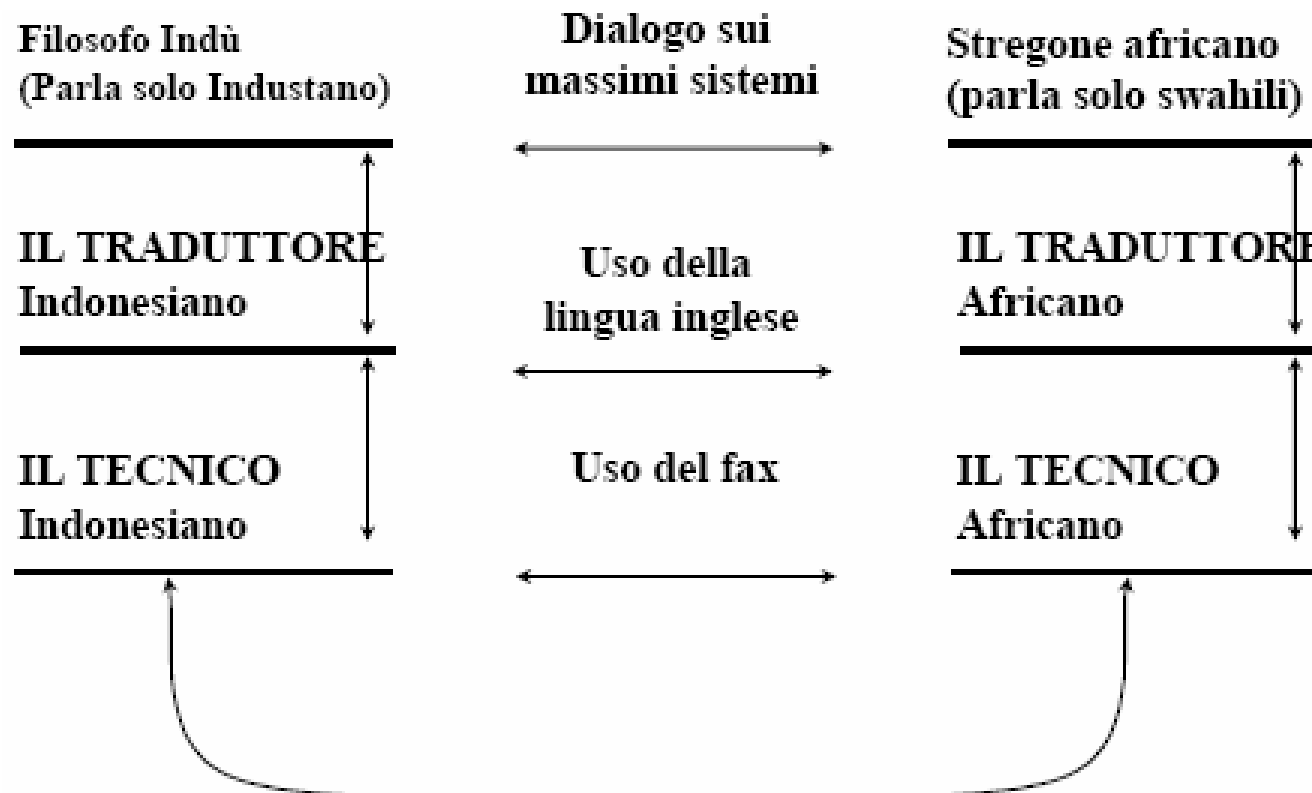 Filosofo Indù
(Parla solo Industano)
Dialogo sui
massimi sistemi
Stregone africano
(parla solo swahili)
IL TRADUTTORE
Indonesiano
Uso della
lingua inglese
IL TRADUTTORE
Africano
IL TECNICO
Indonesiano
Uso del fax
IL TECNICO
Africano